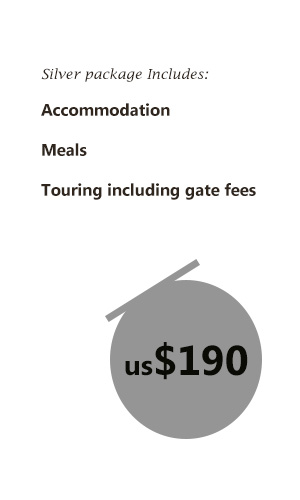 Silver package Includes:
Accommodation
Meals
Touring including gate fees
us$190